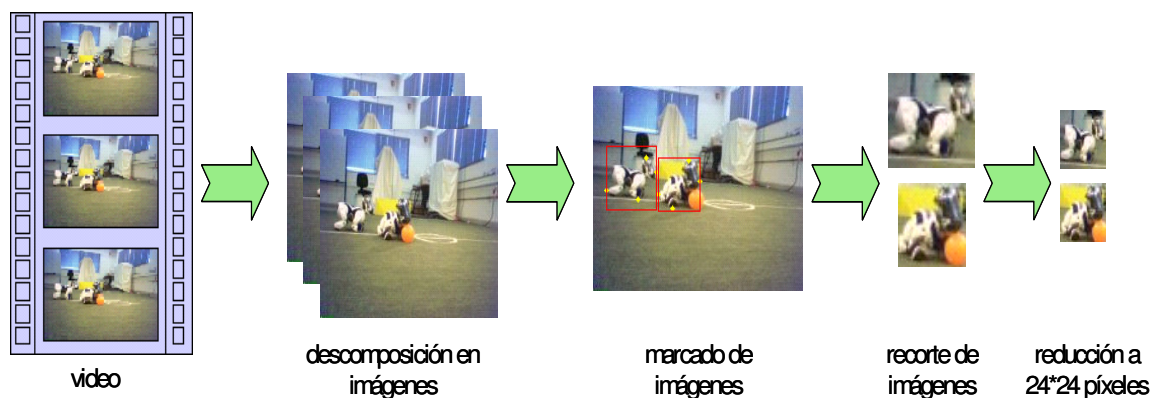 video
descomposición en
imágenes
marcado de
imágenes
recorte de
imágenes
reducción a
24*24 píxeles